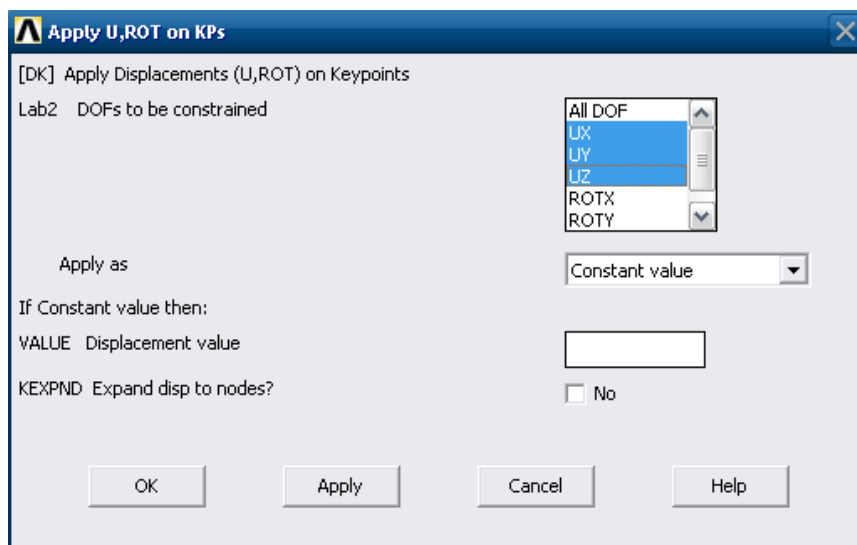 Apply U,ROT on KPs
[DK] Apply Displacements (U,ROT) on Keypoints
Lab2 DOFs to be constrained
All DOF
UX
UY
UZ
ROTX
ROTY
Apply as Constant value
If Constant value then:
VALUE Displacement value
KEXPND Expand disp to nodes? No
OK Apply Cancel Help